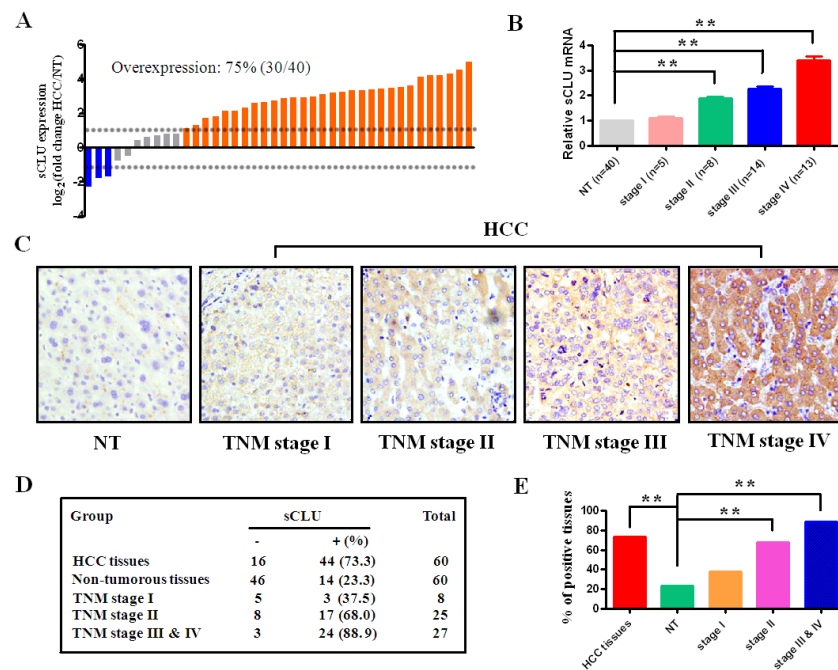 A
sCLU expression
log2(fold change HCC/NT)
6
4
2
0
-2
-4
Overexpression: 75% (30/40)
B
Relative sCLU mRNA
4
3
2
1
0
**
**
**
NT (n=40)
stage I (n=5)
stage II (n=8)
stage III (n=14)
stage IV (n=13)
C
HCC
NT
TNM stage I
TNM stage II
TNM stage III
TNM stage IV
D
Group sCLU Total
- + (%)
HCC tissues 16 44 (73.3) 60
Non-tumorous tissues 46 14 (23.3) 60
TNM stage I 5 3 (37.5) 8
TNM stage II 8 17 (68.0) 25
TNM stage III & IV 3 24 (88.9) 27
E
% of positive tissues
100
80
60
40
20
0
**
**
**
HCC tissues
NT
stage I
stage II
stage III & IV